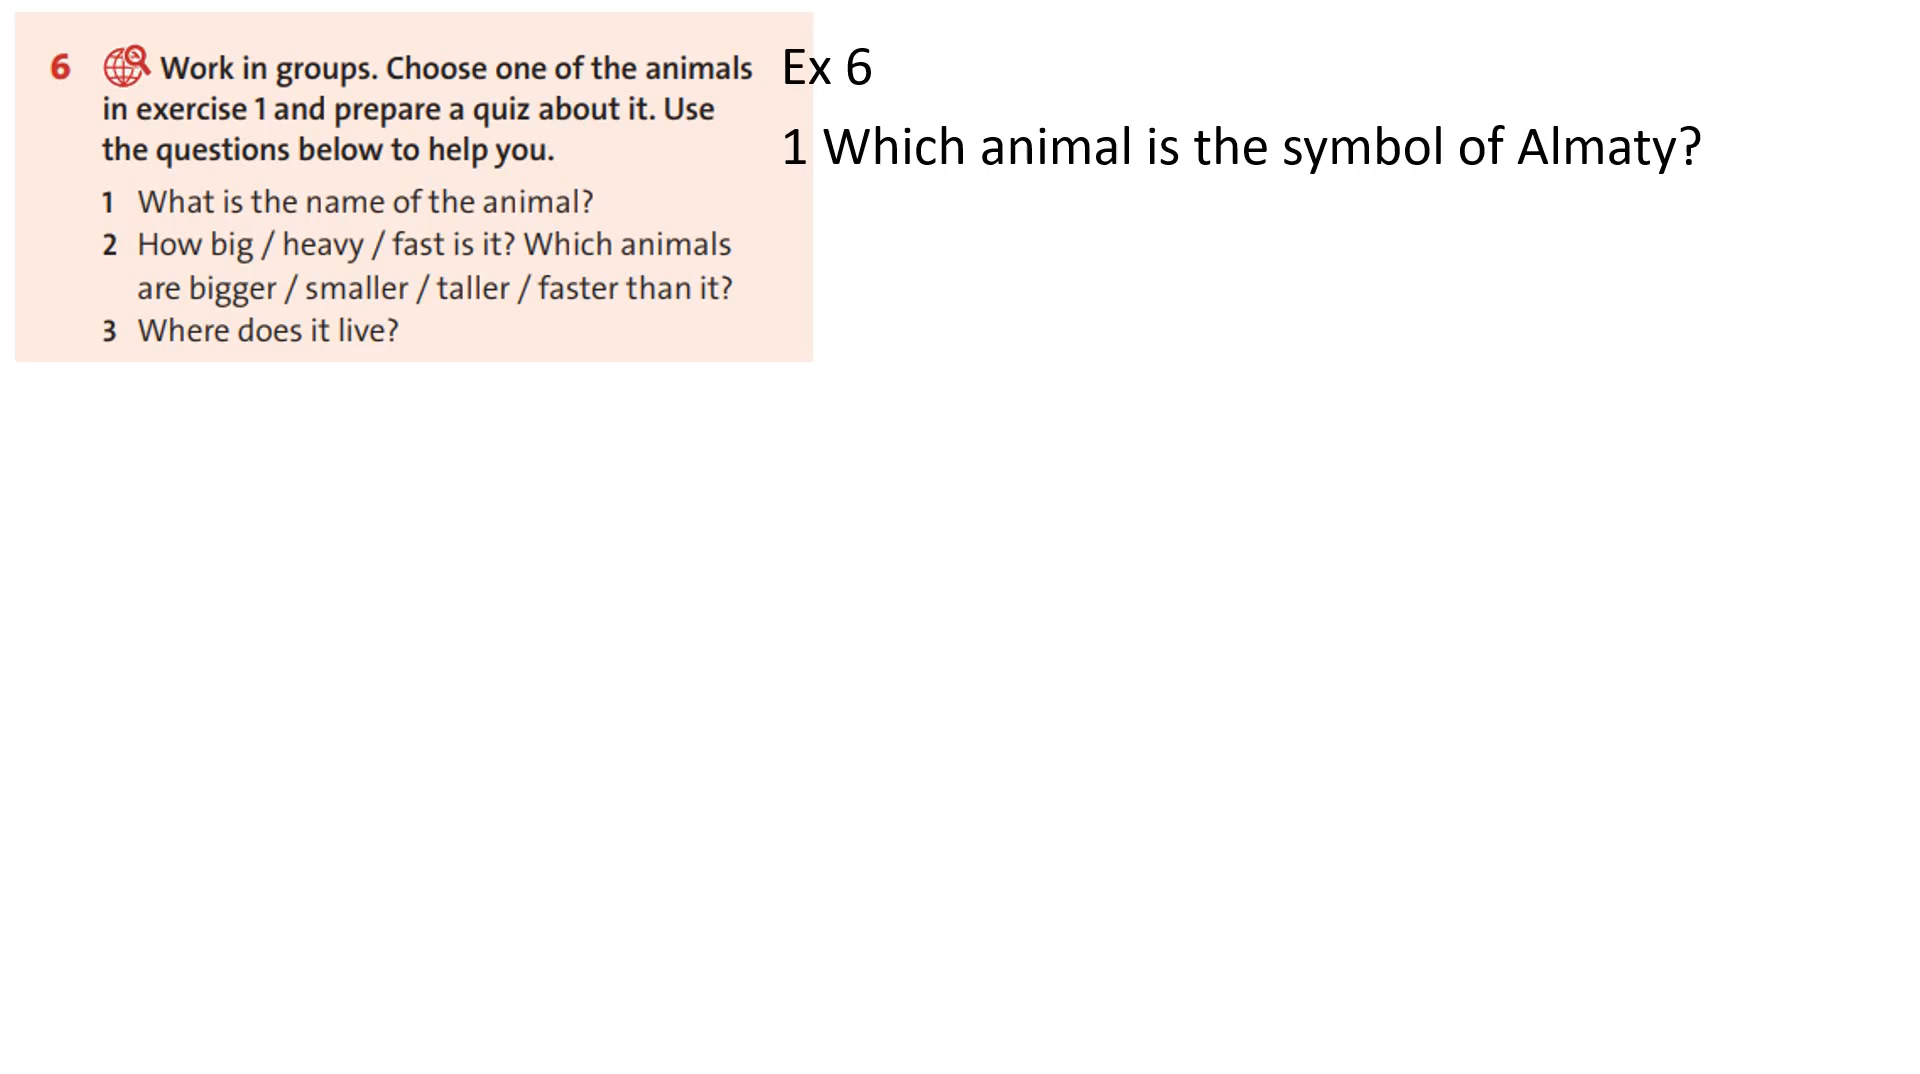 6 Work in groups. Choose one of the animals
in exercise 1 and prepare a quiz about it. Use
the questions below to help you.
1 What is the name of the animal?
2 How big / heavy / fast is it? Which animals
are bigger / smaller / taller / faster than it?
3 Where does it live?
Ex 6
1 Which animal is the symbol of Almaty?